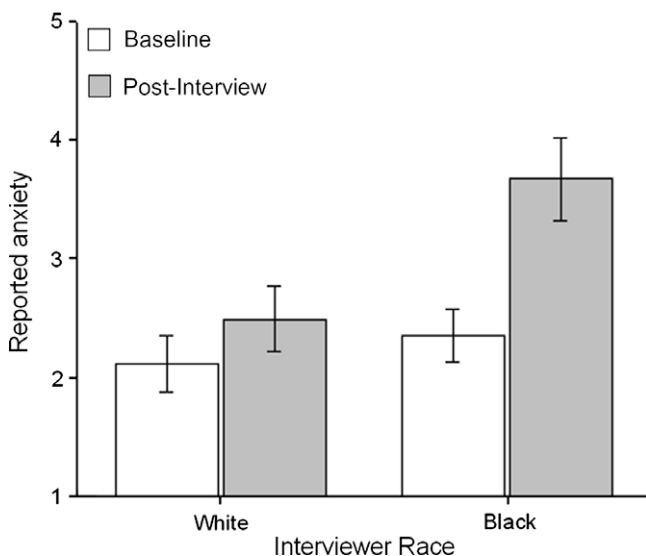 5
Baseline
Post-Interview
4
3
2
1
Reported anxiety
White
Black
Interviewer Race